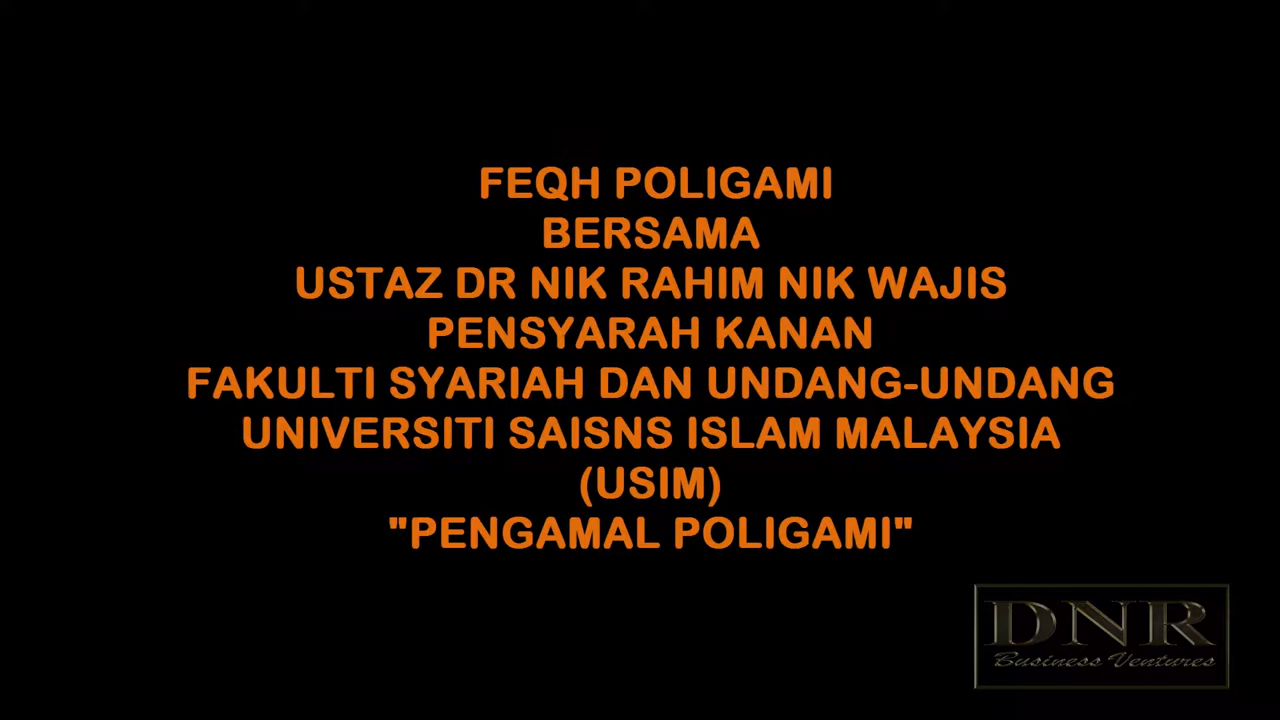 FEQH POLIGAMI
BERSAMA
USTAZ DR NIK RAHIM NIK WAJIS
PENSYARAH KANAN
FAKULTI SYARIAH DAN UNDANG-UNDANG
UNIVERSITI SAISNS ISLAM MALAYSIA
(USIM)
"PENGAMAL POLIGAMI"
DNR
Business Ventures